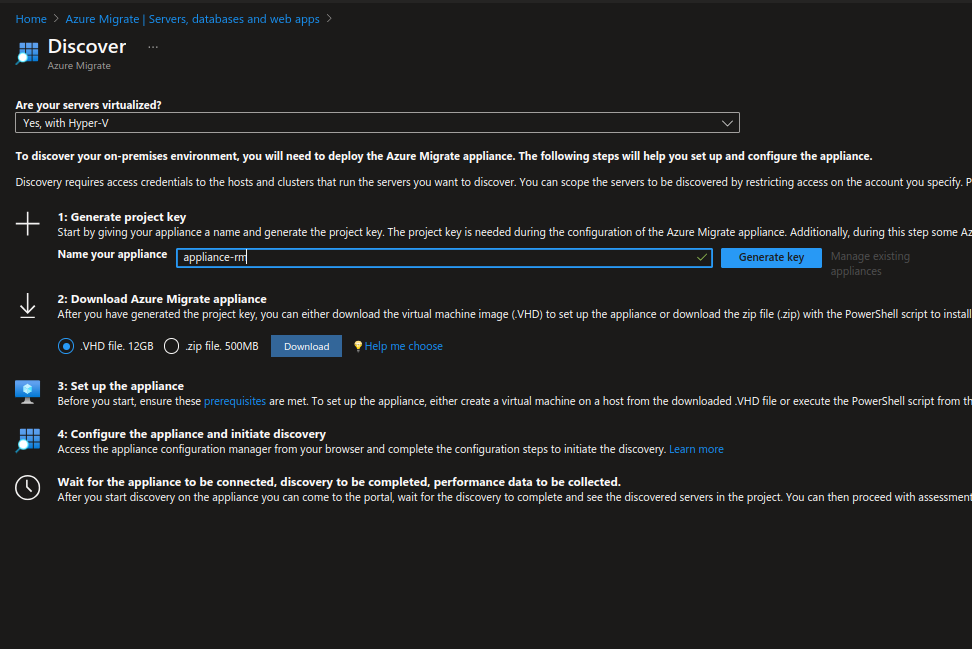 Home > Azure Migrate | Servers, databases and web apps >
Discover ...
Azure Migrate
Are your servers virtualized?
Yes, with Hyper-V
To discover your on-premises environment, you will need to deploy the Azure Migrate appliance. The following steps will help you set up and configure the appliance.
Discovery requires access credentials to the hosts and clusters that run the servers you want to discover. You can scope the servers to be discovered by restricting access on the account you specify. P
1: Generate project key
Start by giving your appliance a name and generate the project key. The project key is needed during the configuration of the Azure Migrate appliance. Additionally, during this step some Az
Name your appliance appliance-rm Generate key Manage existing
appliances
2: Download Azure Migrate appliance
After you have generated the project key, you can either download the virtual machine image (.VHD) to set up the appliance or download the zip file (.zip) with the PowerShell script to install
.VHD file. 12GB .zip file. 500MB Download Help me choose
3: Set up the appliance
Before you start, ensure these prerequisites are met. To set up the appliance, either create a virtual machine on a host from the downloaded .VHD file or execute the PowerShell script from th
4: Configure the appliance and initiate discovery
Access the appliance configuration manager from your browser and complete the configuration steps to initiate the discovery. Learn more
Wait for the appliance to be connected, discovery to be completed, performance data to be collected.
After you start discovery on the appliance you can come to the portal, wait for the discovery to complete and see the discovered servers in the project. You can then proceed with assessment